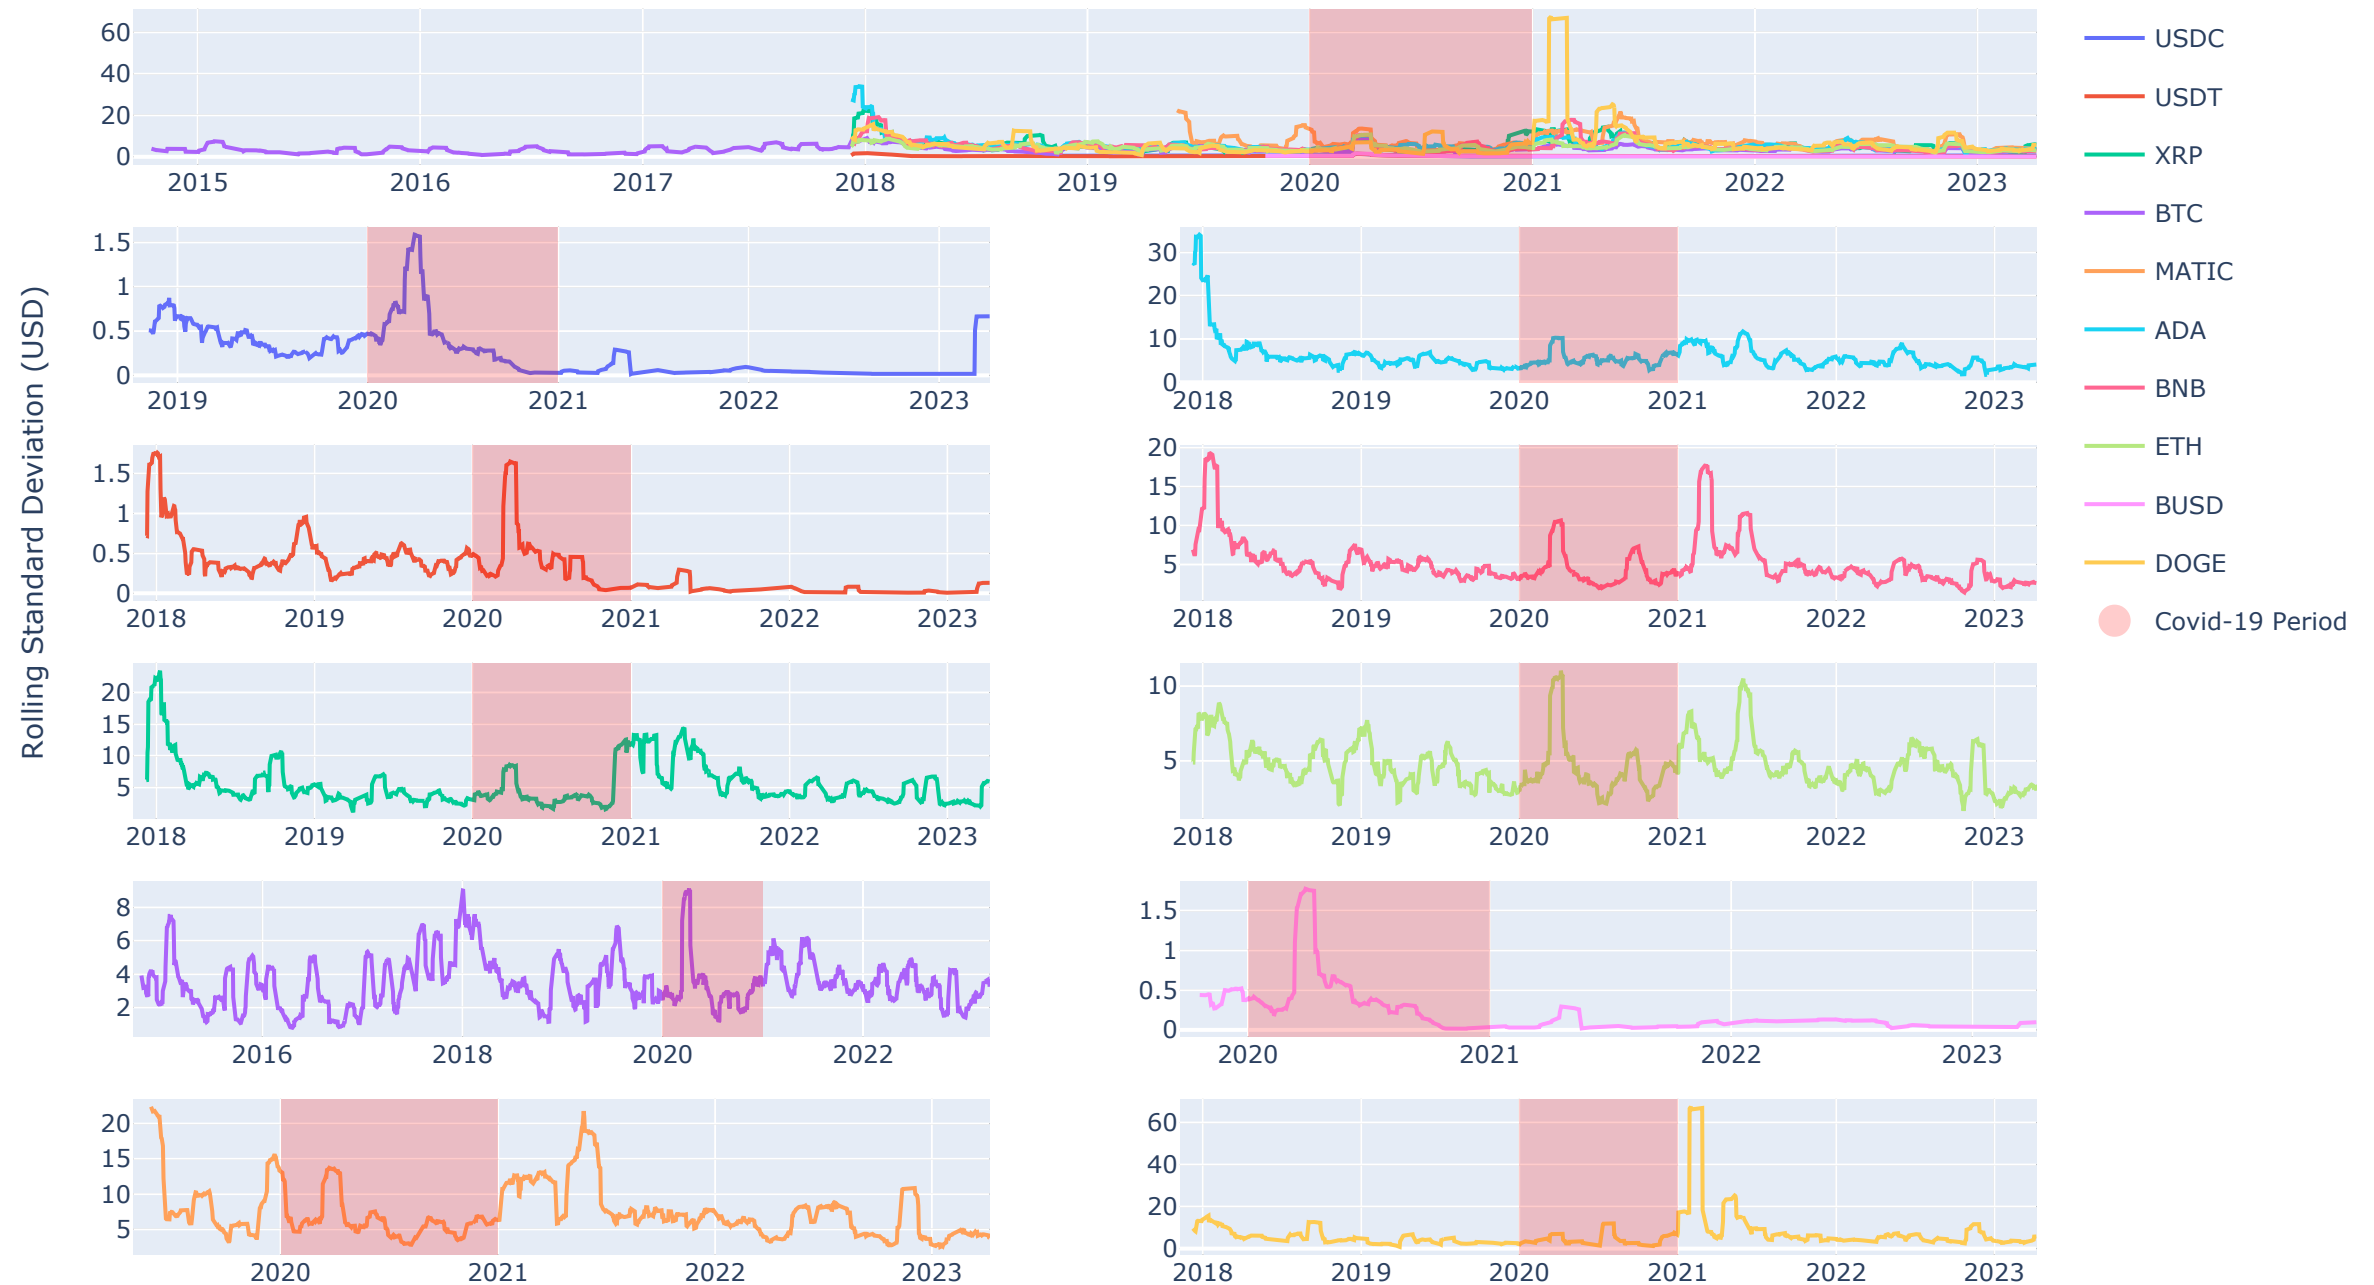 Rolling Standard Deviation (USD)
60
40
20
0
2015 2016 2017 2018 2019 2020 2021 2022 2023
USDC
USDT
XRP
BTC
MATIC
ADA
BNB
ETH
BUSD
DOGE
Covid-19 Period
1.5
1
0.5
0
2019 2020 2021 2022 2023
30
20
10
0
2018 2019 2020 2021 2022 2023
1.5
1
0.5
0
2018 2019 2020 2021 2022 2023
20
15
10
5
2018 2019 2020 2021 2022 2023
20
15
10
5
2018 2019 2020 2021 2022 2023
10
5
2018 2019 2020 2021 2022 2023
8
6
4
2
2016 2018 2020 2022
1.5
1
0.5
0
2020 2021 2022 2023
20
15
10
5
2020 2021 2022 2023
60
40
20
0
2018 2019 2020 2021 2022 2023